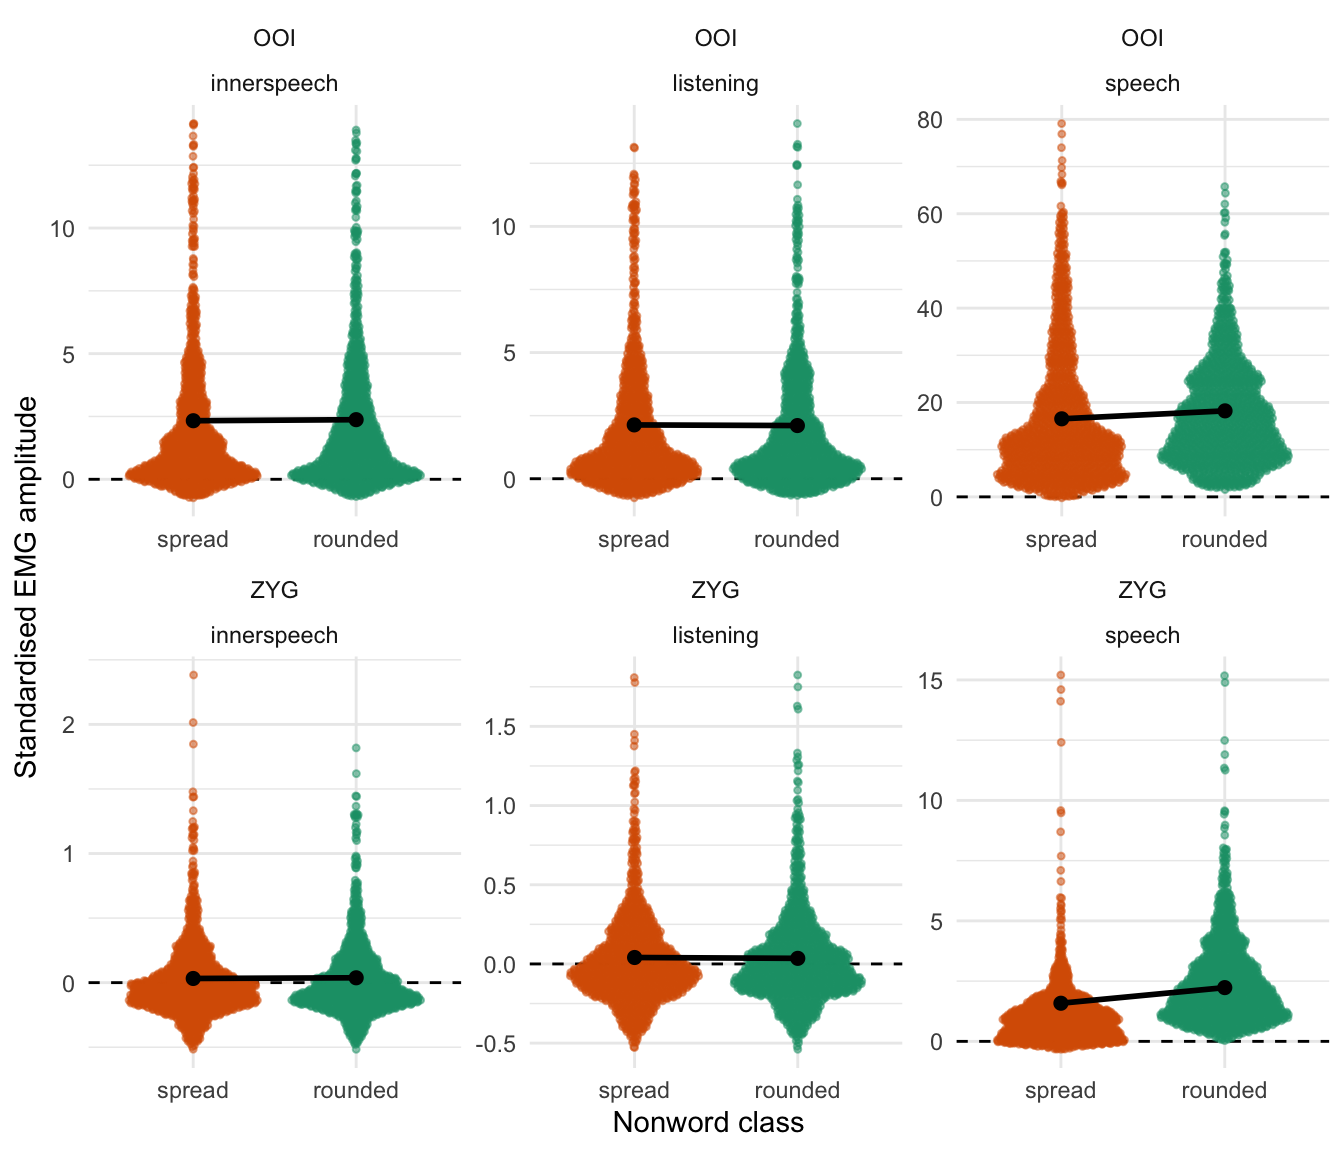 OOI OOI OOI
innerspeech listening speech
10
5
0
10
5
0
80
60
40
20
0
spread rounded spread rounded spread rounded
Standardised EMG amplitude
ZYG ZYG ZYG
innerspeech listening speech
2
1
0
1.5
1.0
0.5
0.0
-0.5
15
10
5
0
spread rounded spread rounded spread rounded
Nonword class